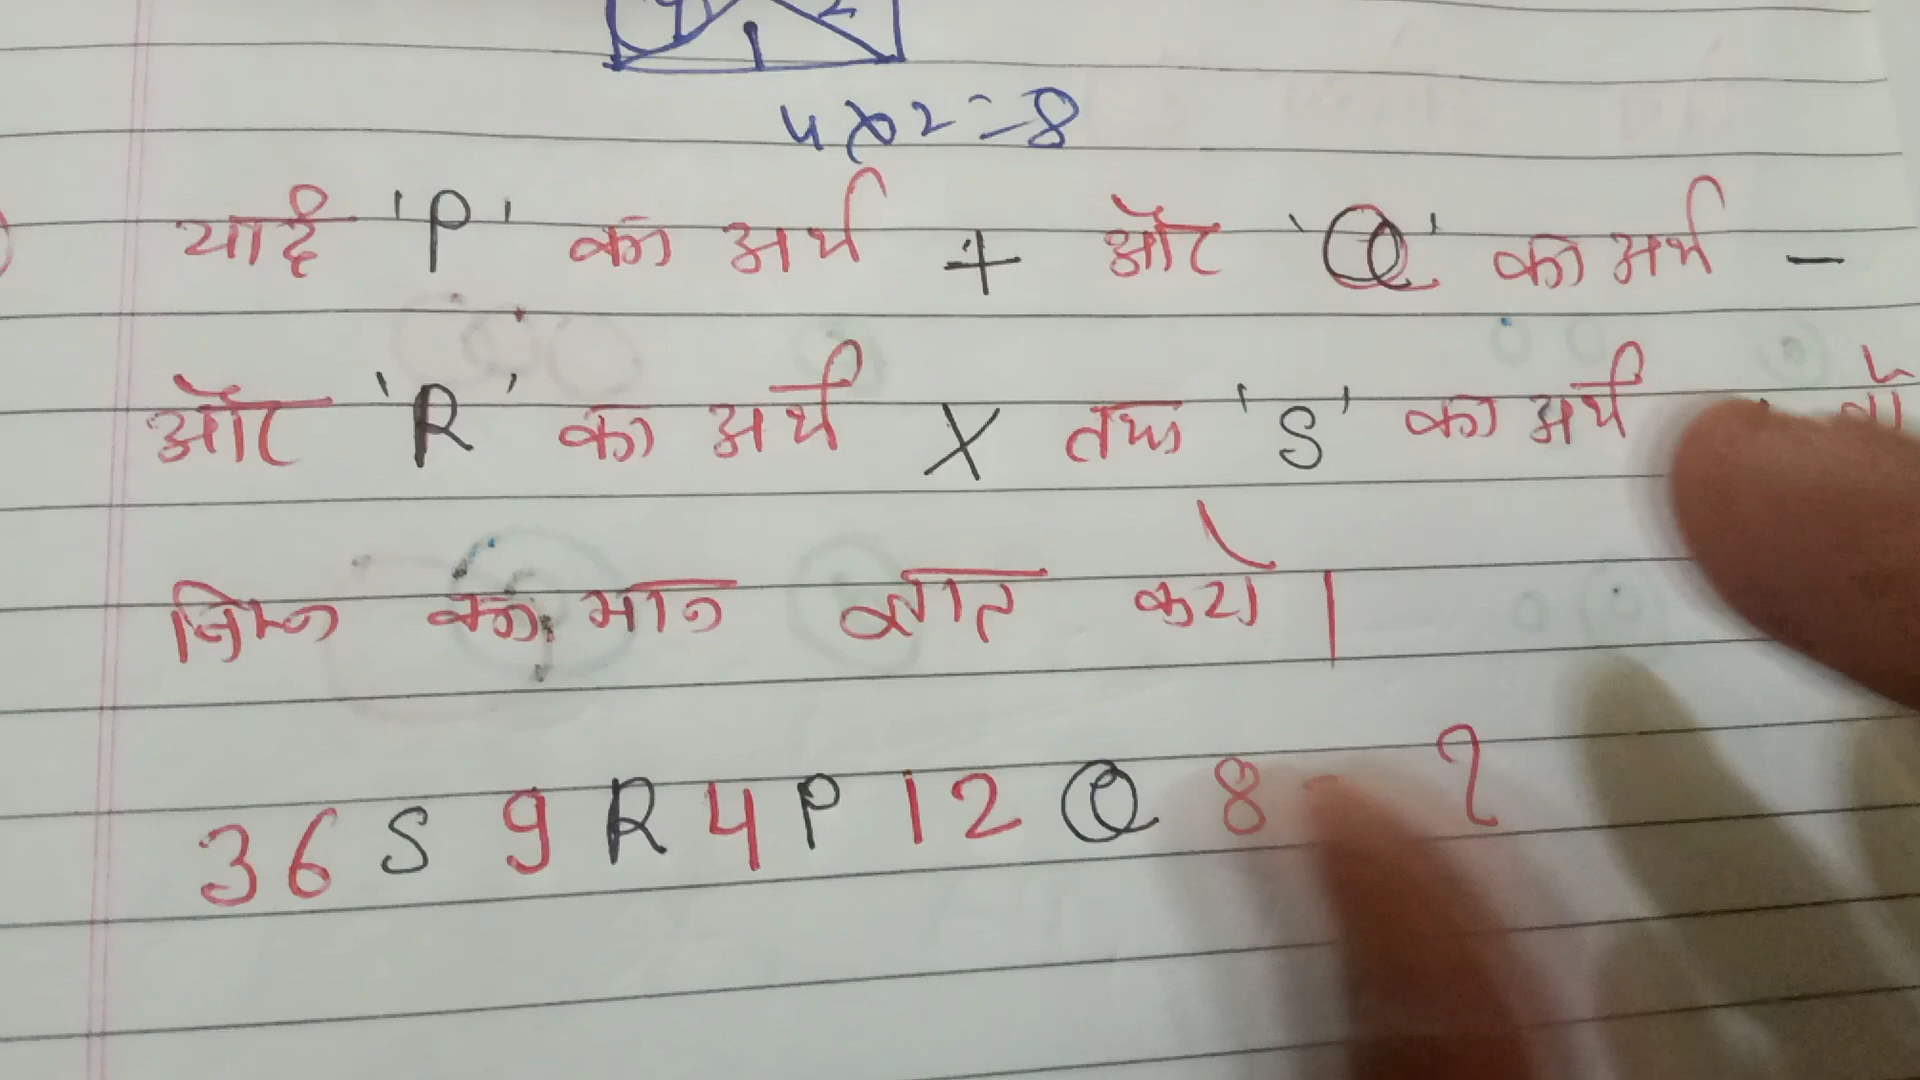 4 × 2 = 8
यदि 'P' का अर्थ + और 'Q' का अर्थ -
और 'R' का अर्थ × तथा 'S' का अर्थ तो
निम्न का मान ज्ञात करो।
36 S 9 R 4 P 12 Q 8 - ?